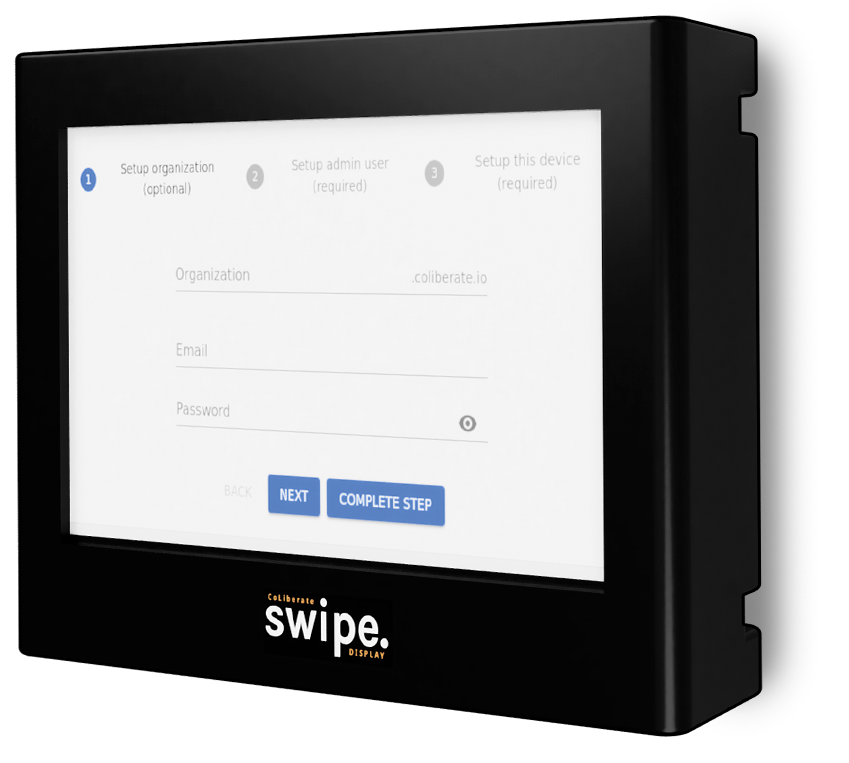 1
Setup organization
(optional)
2
Setup admin user
(required)
3
Setup this device
(required)
Organization
.coliberate.io
Email
Password
BACK
NEXT
COMPLETE STEP
CoLiberate
swipe.
DISPLAY